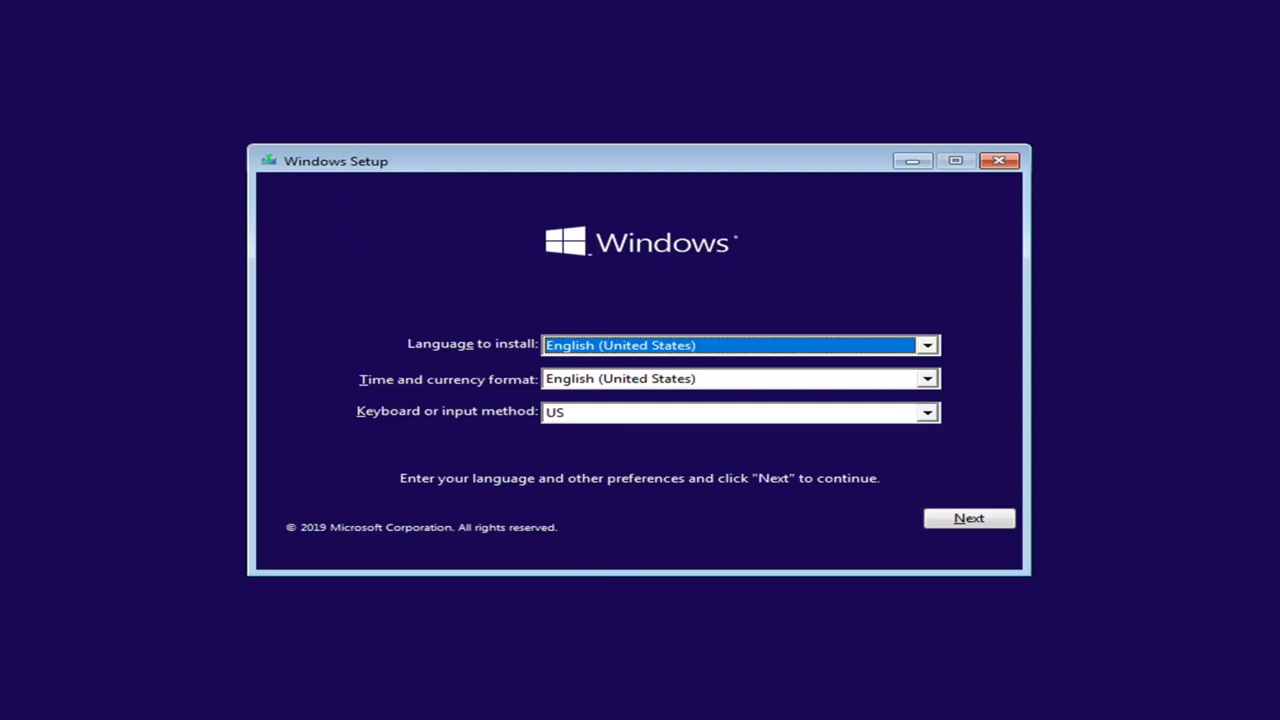 Windows Setup
Windows
Language to install: English (United States)
Time and currency format: English (United States)
Keyboard or input method: US
Enter your language and other preferences and click "Next" to continue.
© 2019 Microsoft Corporation. All rights reserved.
Next